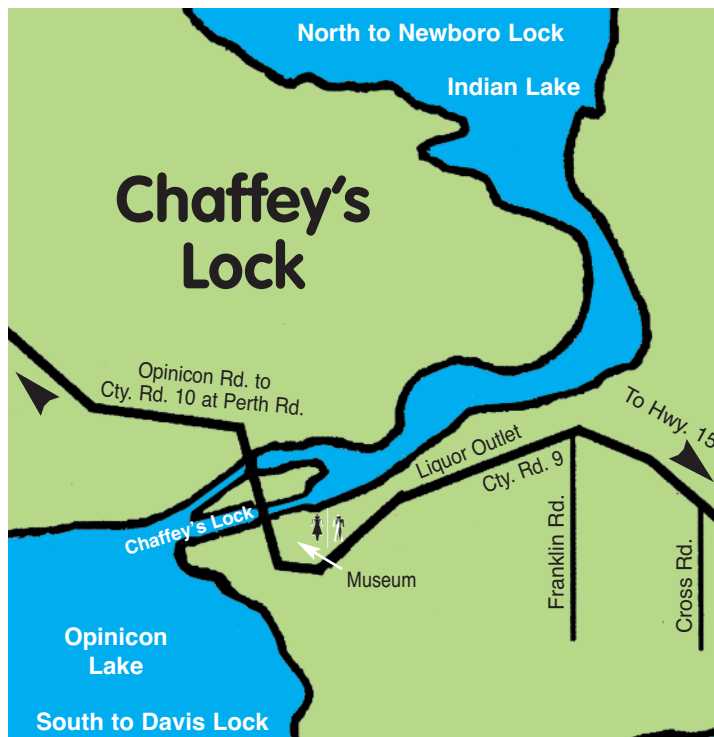 North to Newboro Lock
Indian Lake
Chaffey's
Lock
Opinicon Rd. to
Cty. Rd. 10 at Perth Rd.
To Hwy. 15
Liquor Outlet
Cty. Rd. 9
Chaffey's Lock
Franklin Rd.
Cross Rd.
Museum
Opinicon
Lake
South to Davis Lock